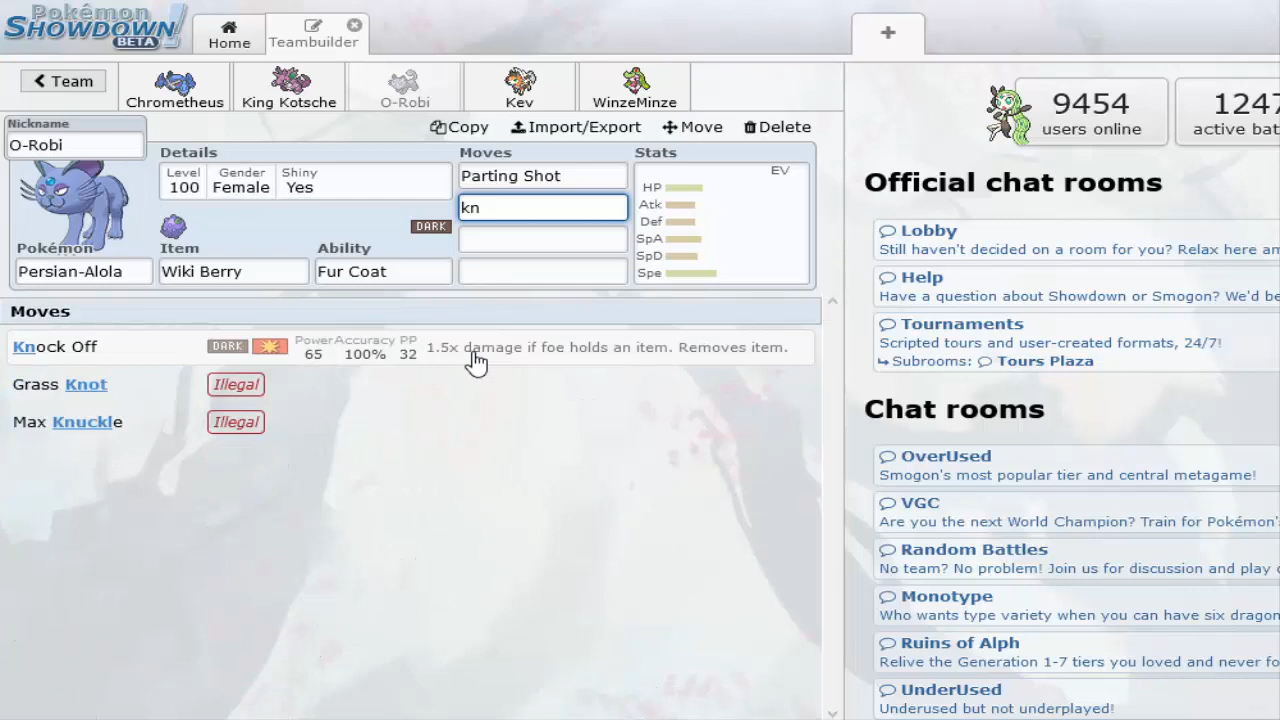 Pokémon
SHOWDOWN!
BETA
Home
Teambuilder
+
Team
Chrometheus
King Kotsche
O-Robi
Kev
WinzeMinze
9454
users online
1247
active bat
Nickname
O-Robi
Copy
Import/Export
Move
Delete
Details
Moves
Stats
Level
100
Gender
Female
Shiny
Yes
Parting Shot
kn
EV
HP
Atk
Def
SpA
SpD
Spe
DARK
Pokémon
Item
Ability
Persian-Alola
Wiki Berry
Fur Coat
Moves
Knock Off
DARK
Power
65
Accuracy
100%
PP
32
1.5x damage if foe holds an item. Removes item.
Grass Knot
Illegal
Max Knuckle
Illegal
Official chat rooms
Lobby
Still haven't decided on a room for you? Relax here am
Help
Have a question about Showdown or Smogon? We'd be
Tournaments
Scripted tours and user-created formats, 24/7!
Subrooms: Tours Plaza
Chat rooms
OverUsed
Smogon's most popular tier and central metagame!
VGC
Are you the next World Champion? Train for Pokémon'
Random Battles
No team? No problem! Join us for discussion and play c
Monotype
Who wants type variety when you can have six dragon
Ruins of Alph
Relive the Generation 1-7 tiers you loved and never fo
UnderUsed
Underused but not underplayed!